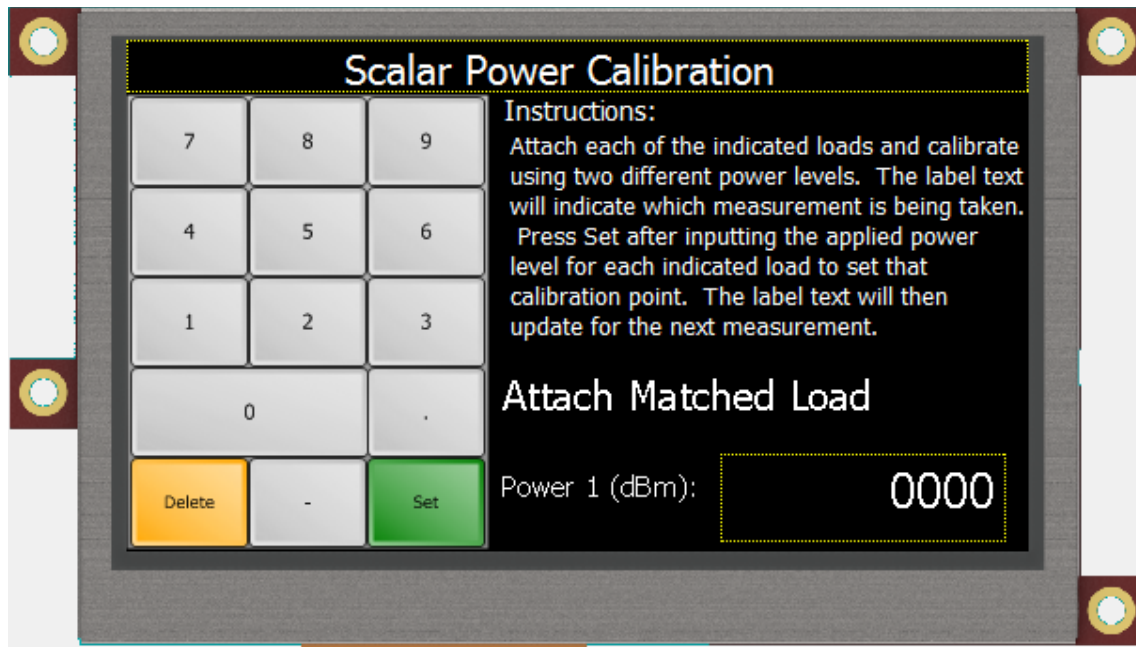 Scalar Power Calibration
7 8 9
4 5 6
1 2 3
0 .
Delete - Set
Instructions:
Attach each of the indicated loads and calibrate
using two different power levels. The label text
will indicate which measurement is being taken.
Press Set after inputting the applied power
level for each indicated load to set that
calibration point. The label text will then
update for the next measurement.
Attach Matched Load
Power 1 (dBm): 0000